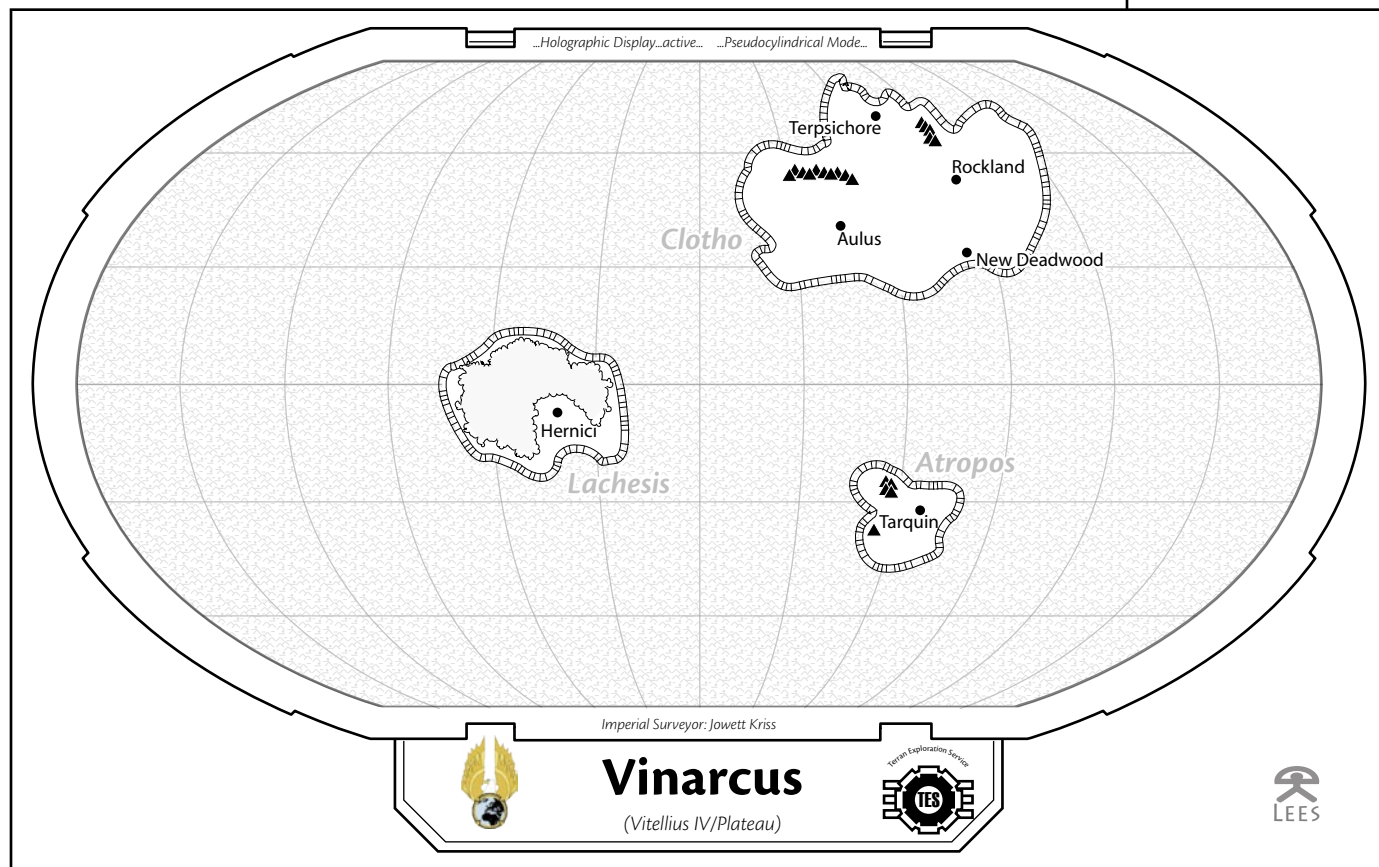 ...Holographic Display...active... ...Pseudocylindrical Mode...
Terpsichore
Rockland
Clotho
Aulus
New Deadwood
Hernici
Lachesis
Atropos
Tarquin
Imperial Surveyor: Jowett Kriss
Terran Exploration Service
Vinarcus
TES
(Vitellius IV/Plateau)
LEES